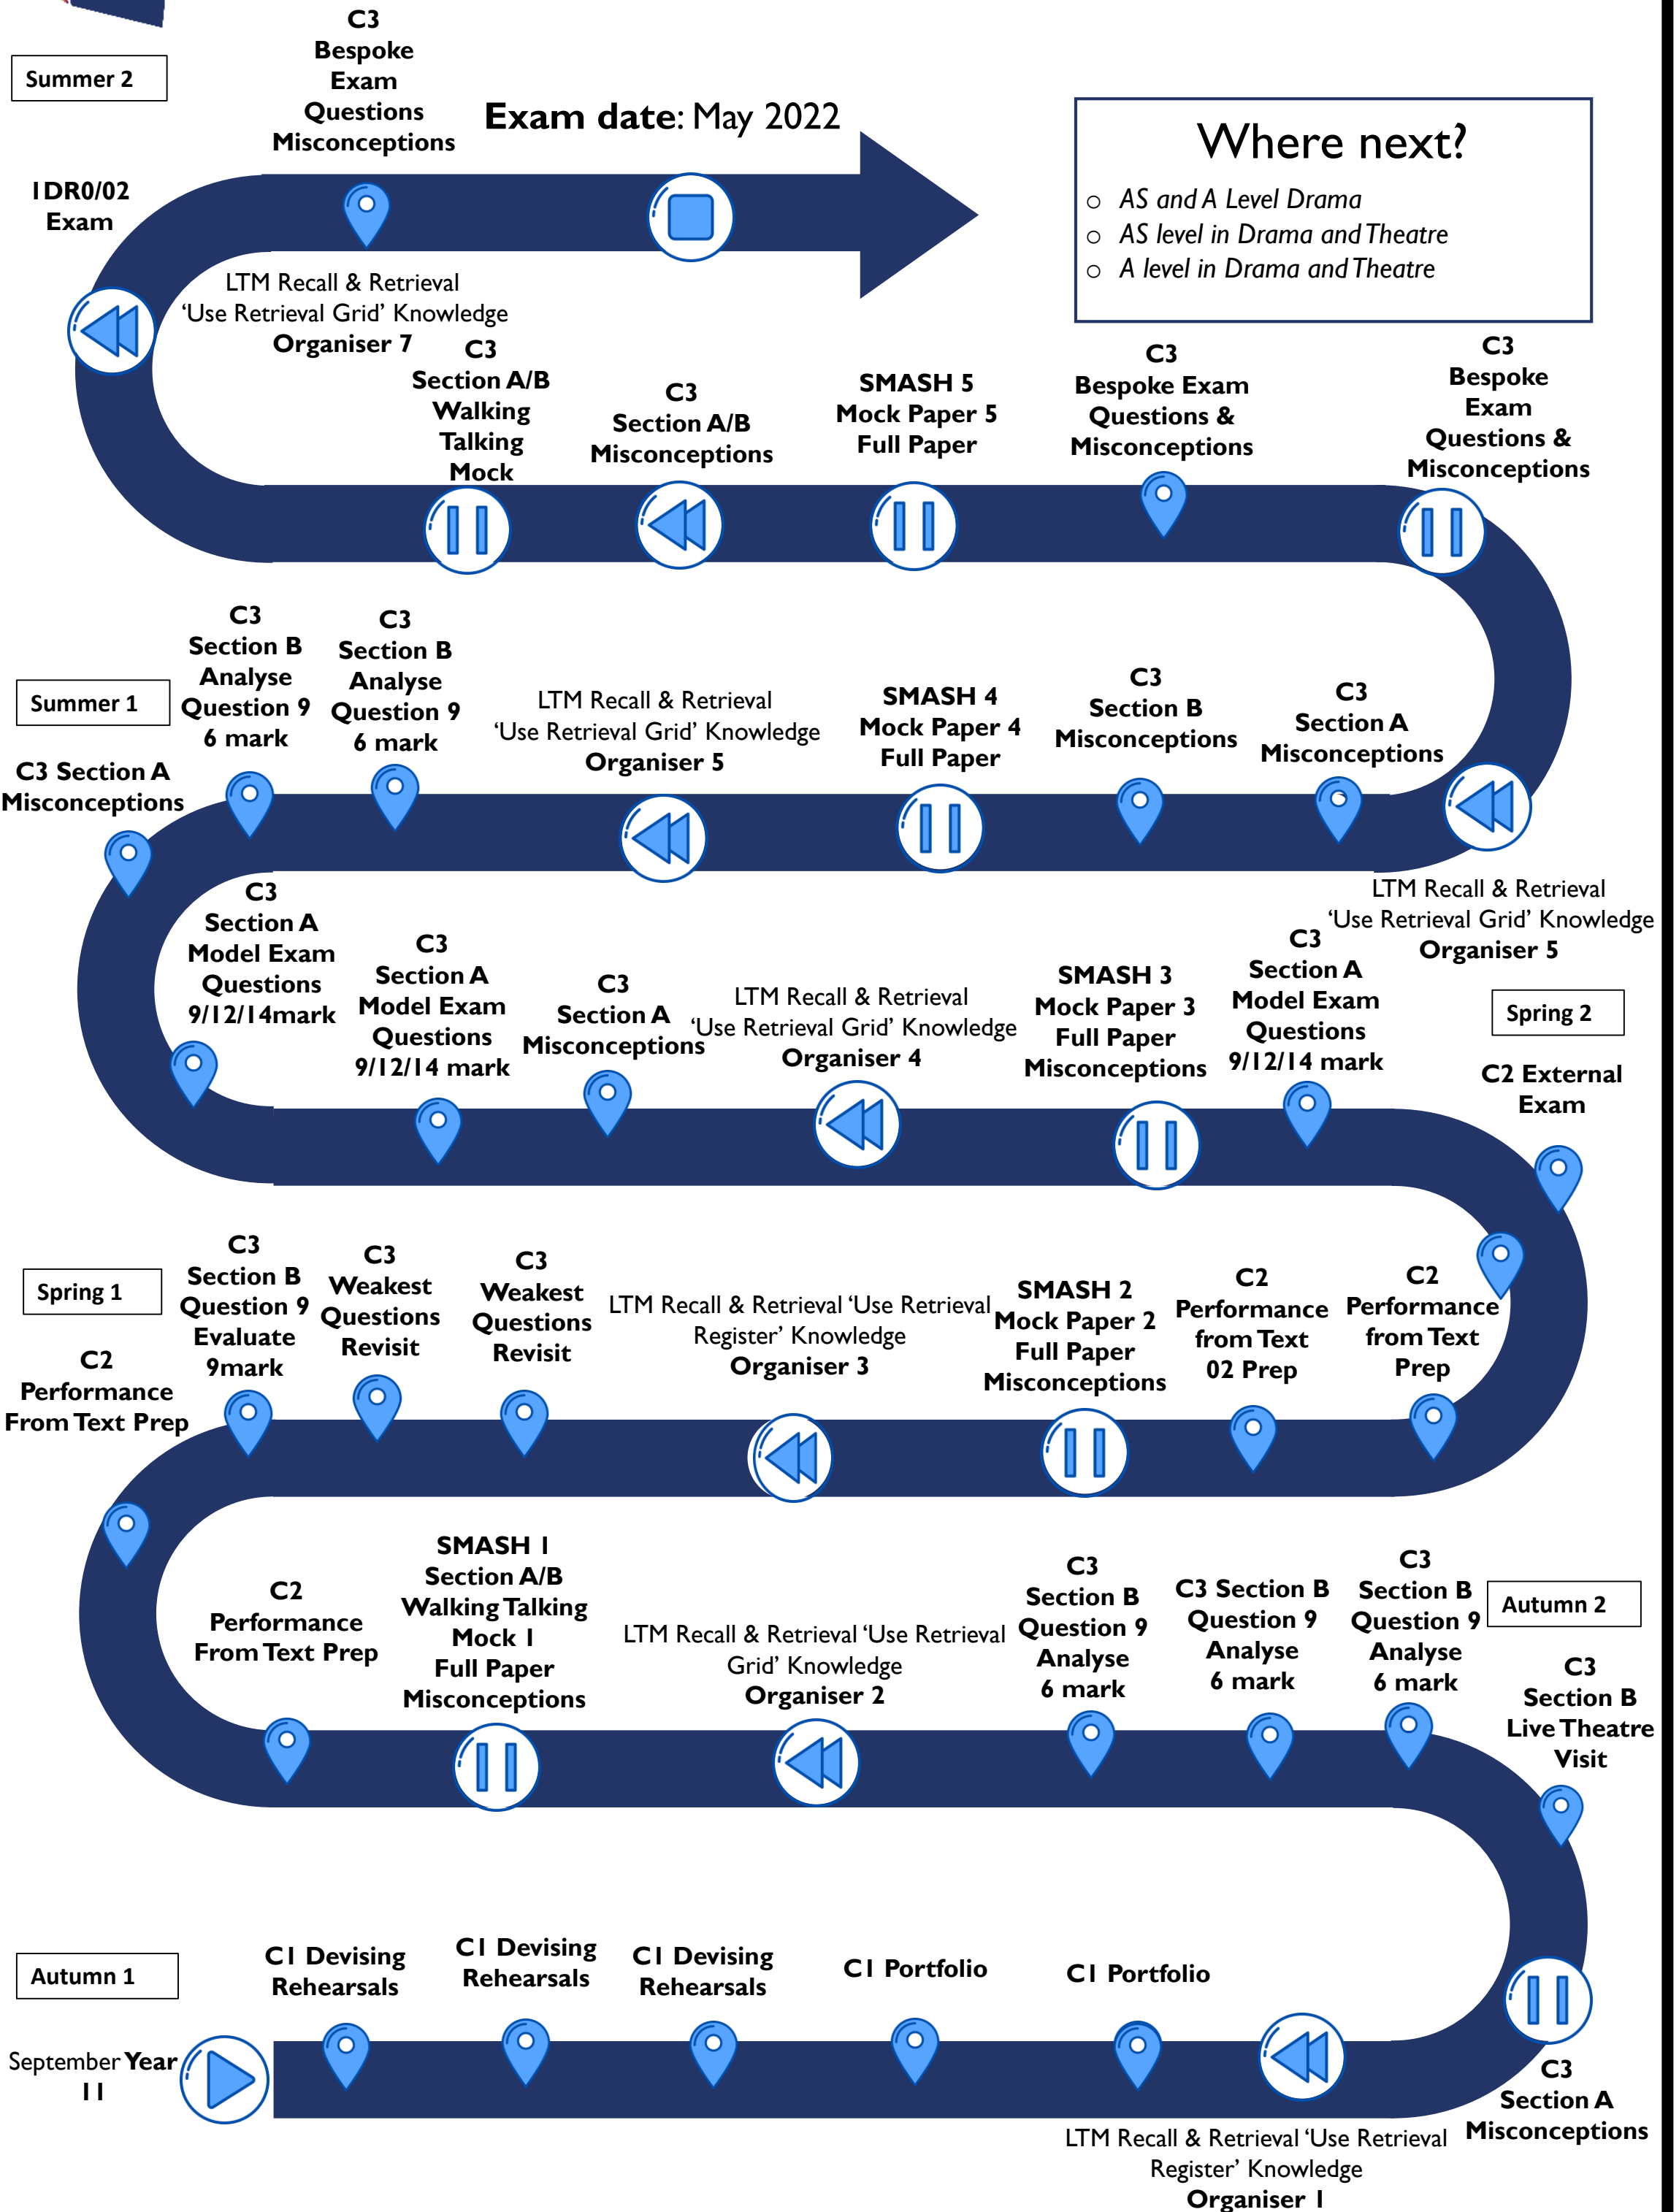 C3
Bespoke
Exam
Questions
Misconceptions
Summer 2
Exam date: May 2022
Where next?
o AS and A Level Drama
o AS level in Drama and Theatre
o A level in Drama and Theatre
1DR0/02
Exam
LTM Recall & Retrieval
‘Use Retrieval Grid’ Knowledge
Organiser 7
C3
Section A/B
Walking
Talking
Mock
C3
Section A/B
Misconceptions
SMASH 5
Mock Paper 5
Full Paper
C3
Bespoke Exam
Questions &
Misconceptions
C3
Bespoke
Exam
Questions &
Misconceptions
Summer 1
C3 Section A
Misconceptions
C3
Section B
Analyse
Question 9
6 mark
C3
Section B
Analyse
Question 9
6 mark
LTM Recall & Retrieval
‘Use Retrieval Grid’ Knowledge
Organiser 5
SMASH 4
Mock Paper 4
Full Paper
C3
Section B
Misconceptions
C3
Section A
Misconceptions
LTM Recall & Retrieval
‘Use Retrieval Grid’ Knowledge
Organiser 5
C3
Section A
Model Exam
Questions
9/12/14mark
C3
Section A
Model Exam
Questions
9/12/14 mark
C3
Section A
Misconceptions
LTM Recall & Retrieval
‘Use Retrieval Grid’ Knowledge
Organiser 4
SMASH 3
Mock Paper 3
Full Paper
Misconceptions
C3
Section A
Model Exam
Questions
9/12/14 mark
Spring 2
C2 External
Exam
Spring 1
C2
Performance
From Text Prep
C3
Section B
Question 9
Evaluate
9mark
C3
Weakest
Questions
Revisit
C3
Weakest
Questions
Revisit
LTM Recall & Retrieval ‘Use Retrieval
Register’ Knowledge
Organiser 3
SMASH 2
Mock Paper 2
Full Paper
Misconceptions
C2
Performance
from Text
02 Prep
C2
Performance
from Text
Prep
C2
Performance
From Text Prep
SMASH 1
Section A/B
Walking Talking
Mock 1
Full Paper
Misconceptions
LTM Recall & Retrieval ‘Use Retrieval
Grid’ Knowledge
Organiser 2
C3
Section B
Question 9
Analyse
6 mark
C3 Section B
Question 9
Analyse
6 mark
C3
Section B
Question 9
Analyse
6 mark
Autumn 2
C3
Section B
Live Theatre
Visit
Autumn 1
September Year
11
C1 Devising
Rehearsals
C1 Devising
Rehearsals
C1 Devising
Rehearsals
C1 Portfolio
C1 Portfolio
LTM Recall & Retrieval ‘Use Retrieval
Register’ Knowledge
Organiser 1
C3
Section A
Misconceptions